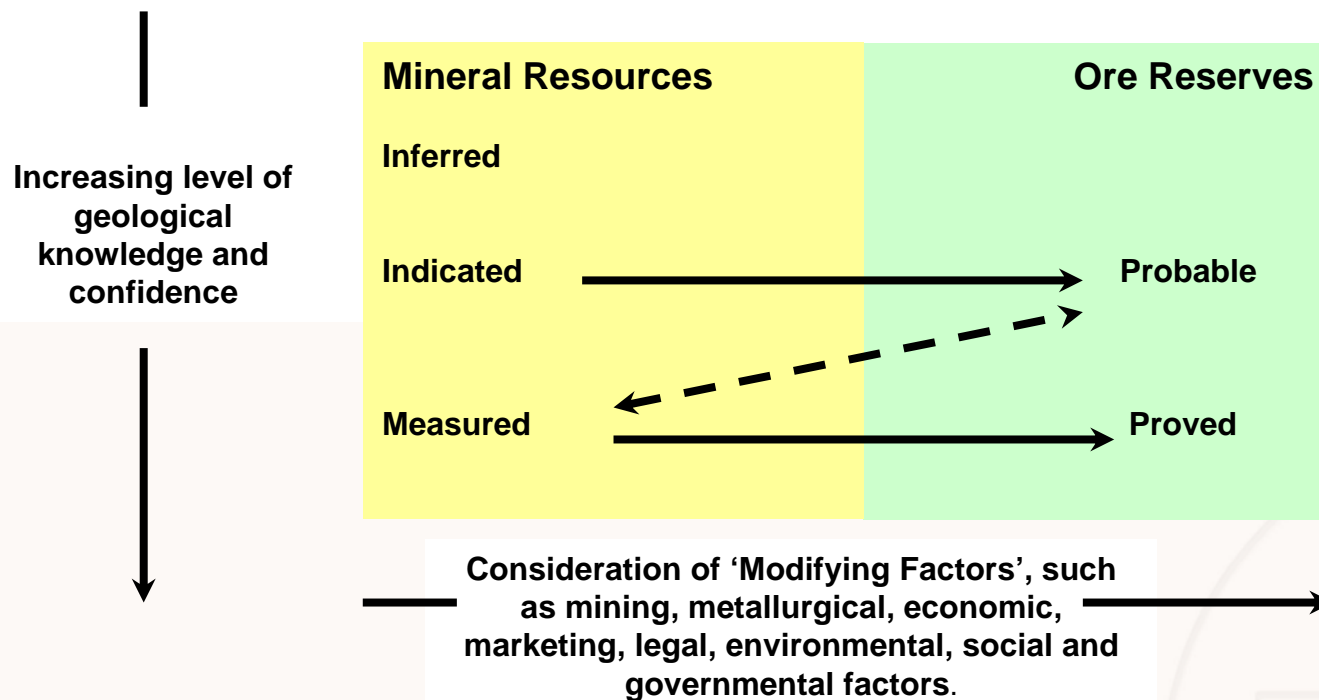 Mineral Resources
Ore Reserves
Increasing level of
geological
knowledge and
confidence
Inferred
Indicated
Probable
Measured
Proved
Consideration of ‘Modifying Factors’, such
as mining, metallurgical, economic,
marketing, legal, environmental, social and
governmental factors.